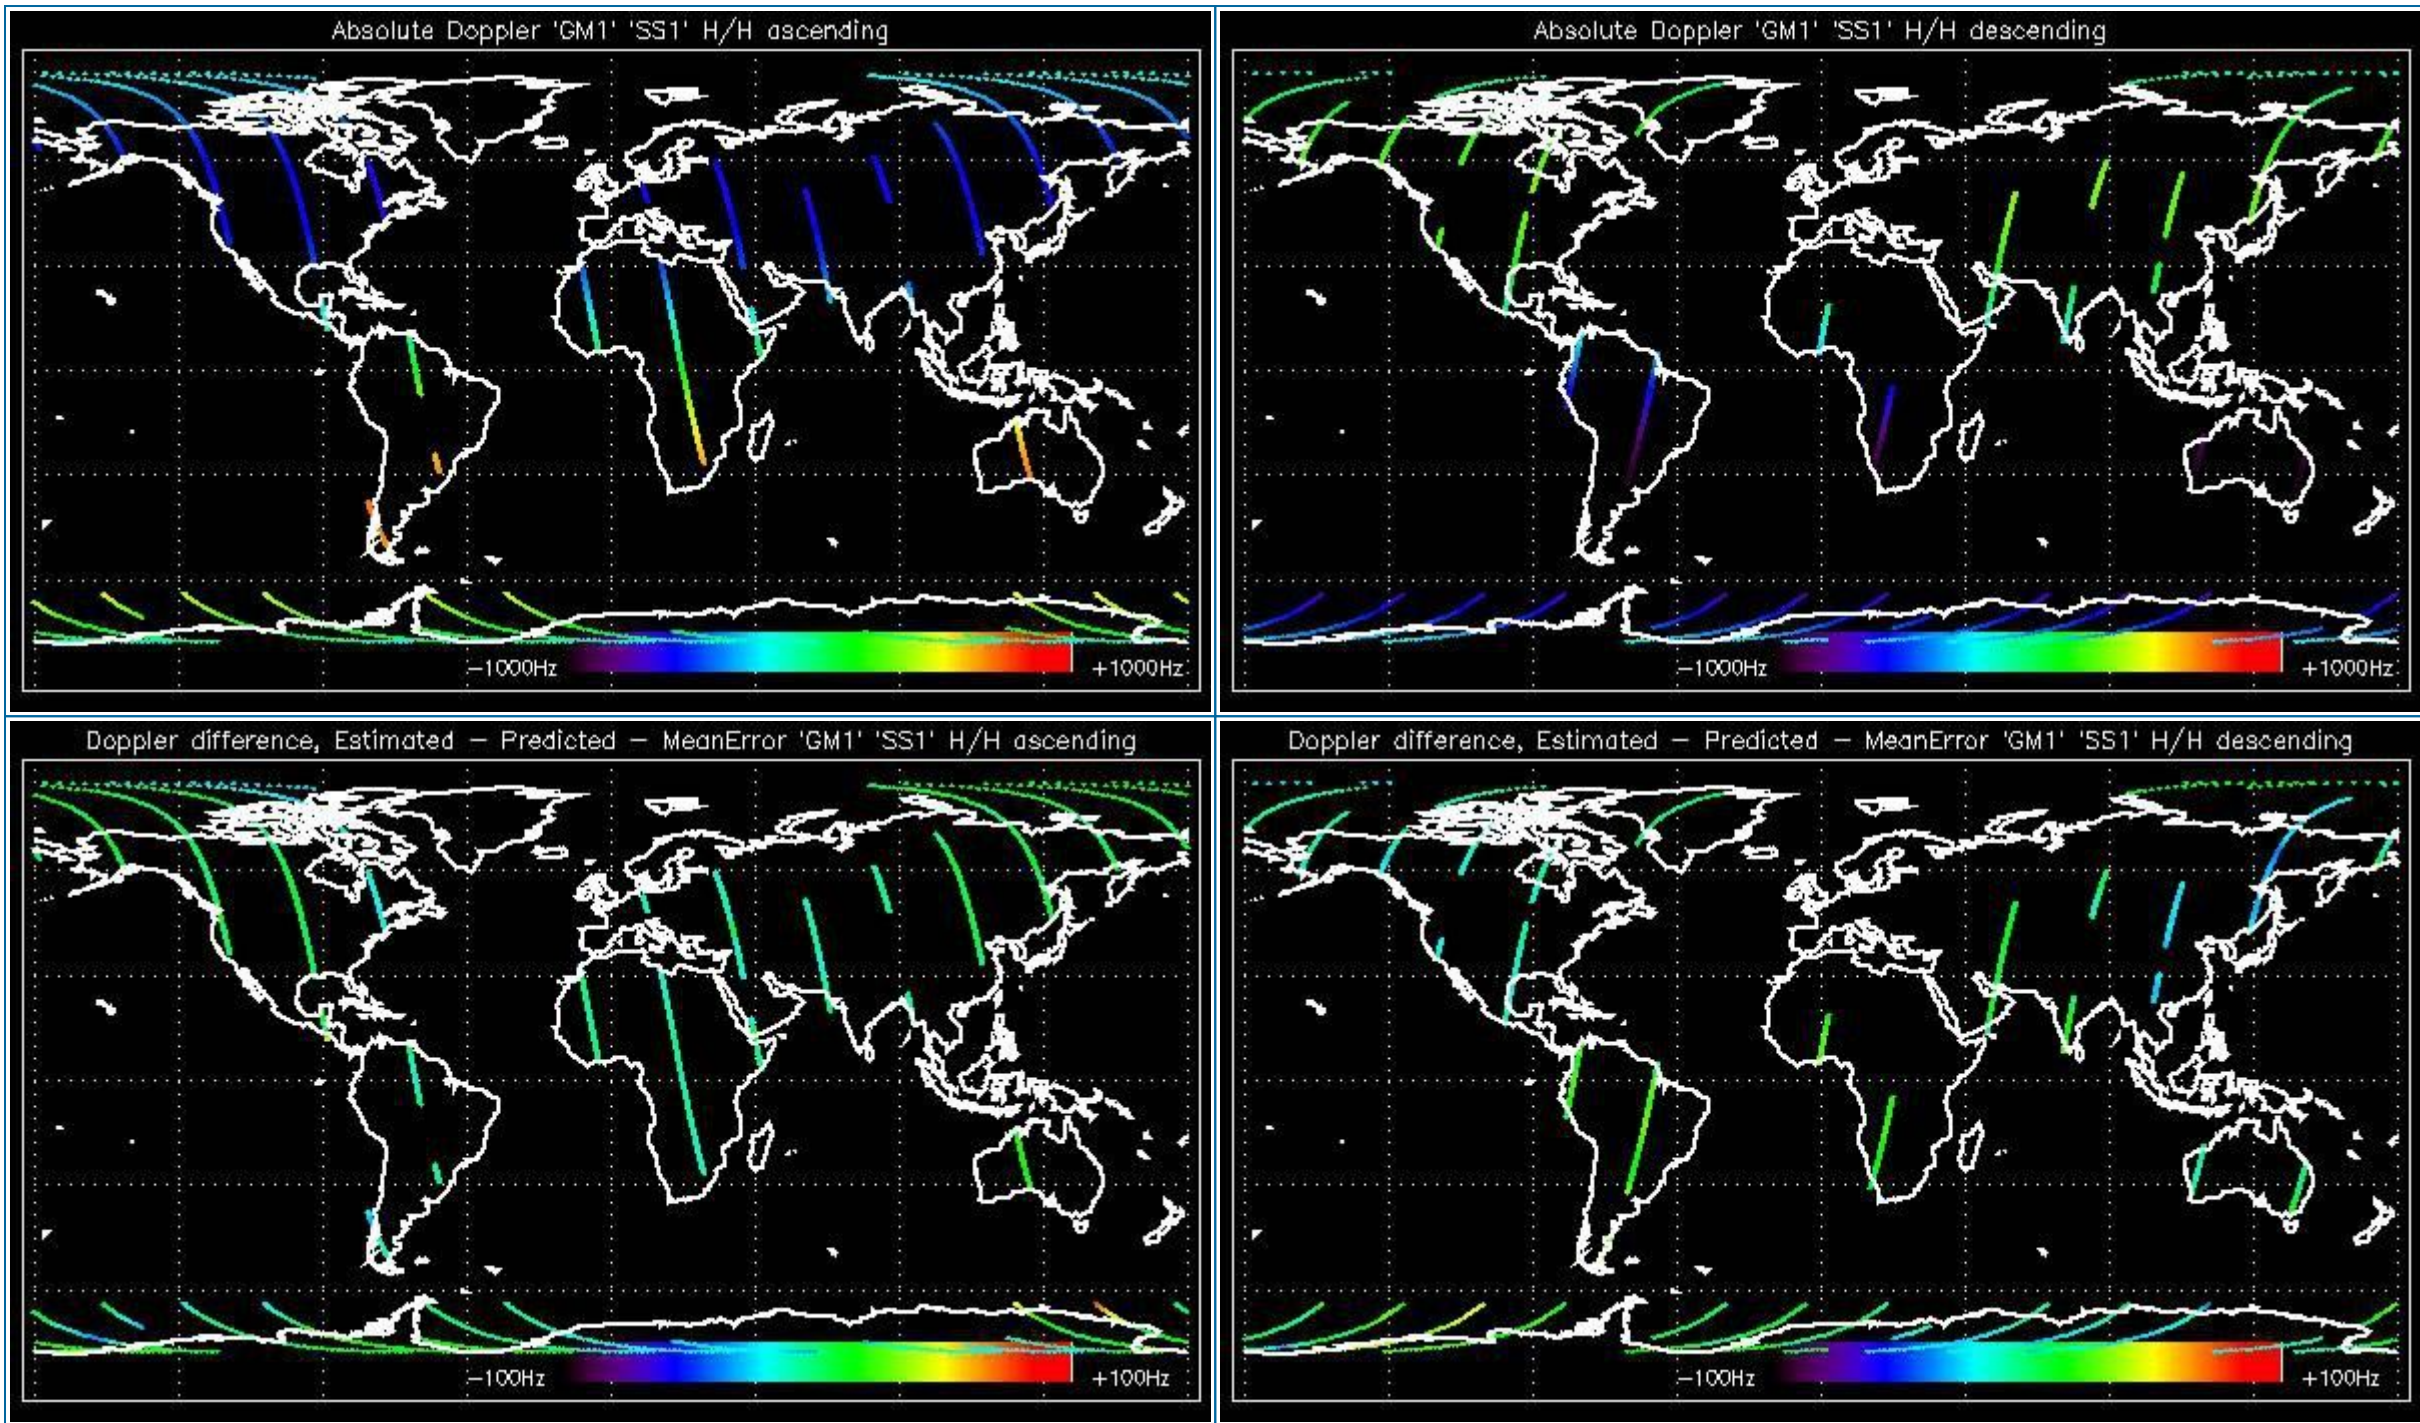 Absolute Doppler 'GM1' 'SS1' H/H ascending
−1000Hz
+1000Hz
Absolute Doppler 'GM1' 'SS1' H/H descending
−1000Hz
+1000Hz
Doppler difference, Estimated − Predicted − MeanError 'GM1' 'SS1' H/H ascending
−100Hz
+100Hz
Doppler difference, Estimated − Predicted − MeanError 'GM1' 'SS1' H/H descending
−100Hz
+100Hz